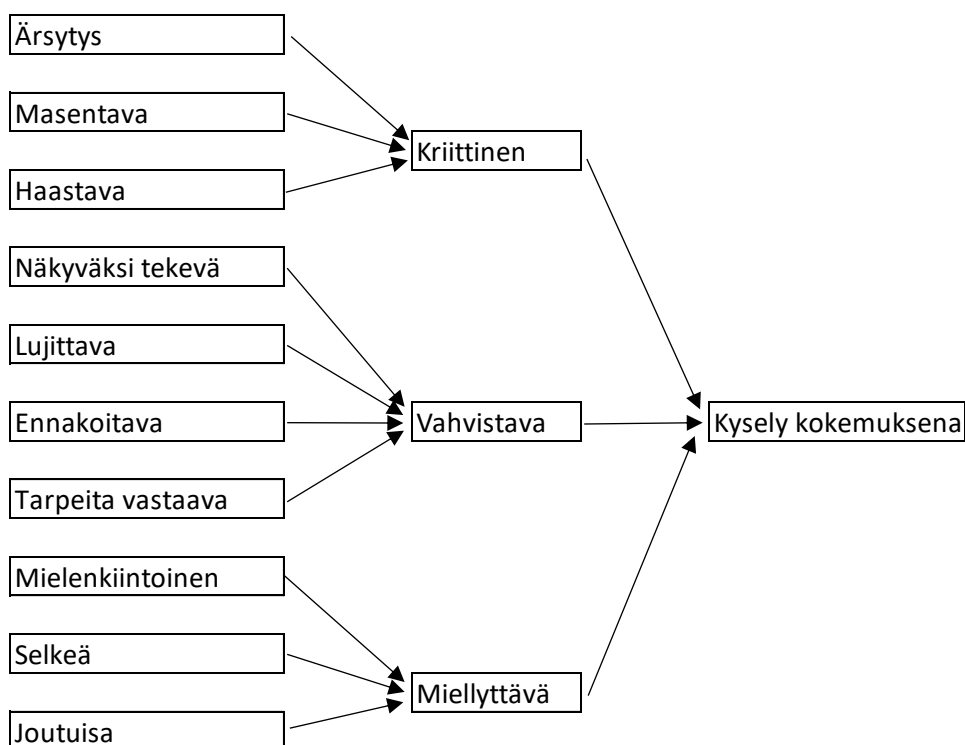 Ärsytys
Masentava
Haastava
Näkyväksi tekevä
Lujittava
Ennakoitava
Tarpeita vastaava
Mielenkiintoinen
Selkeä
Joutuisa
Kriittinen
Vahvistava
Miellyttävä
Kysely kokemuksena